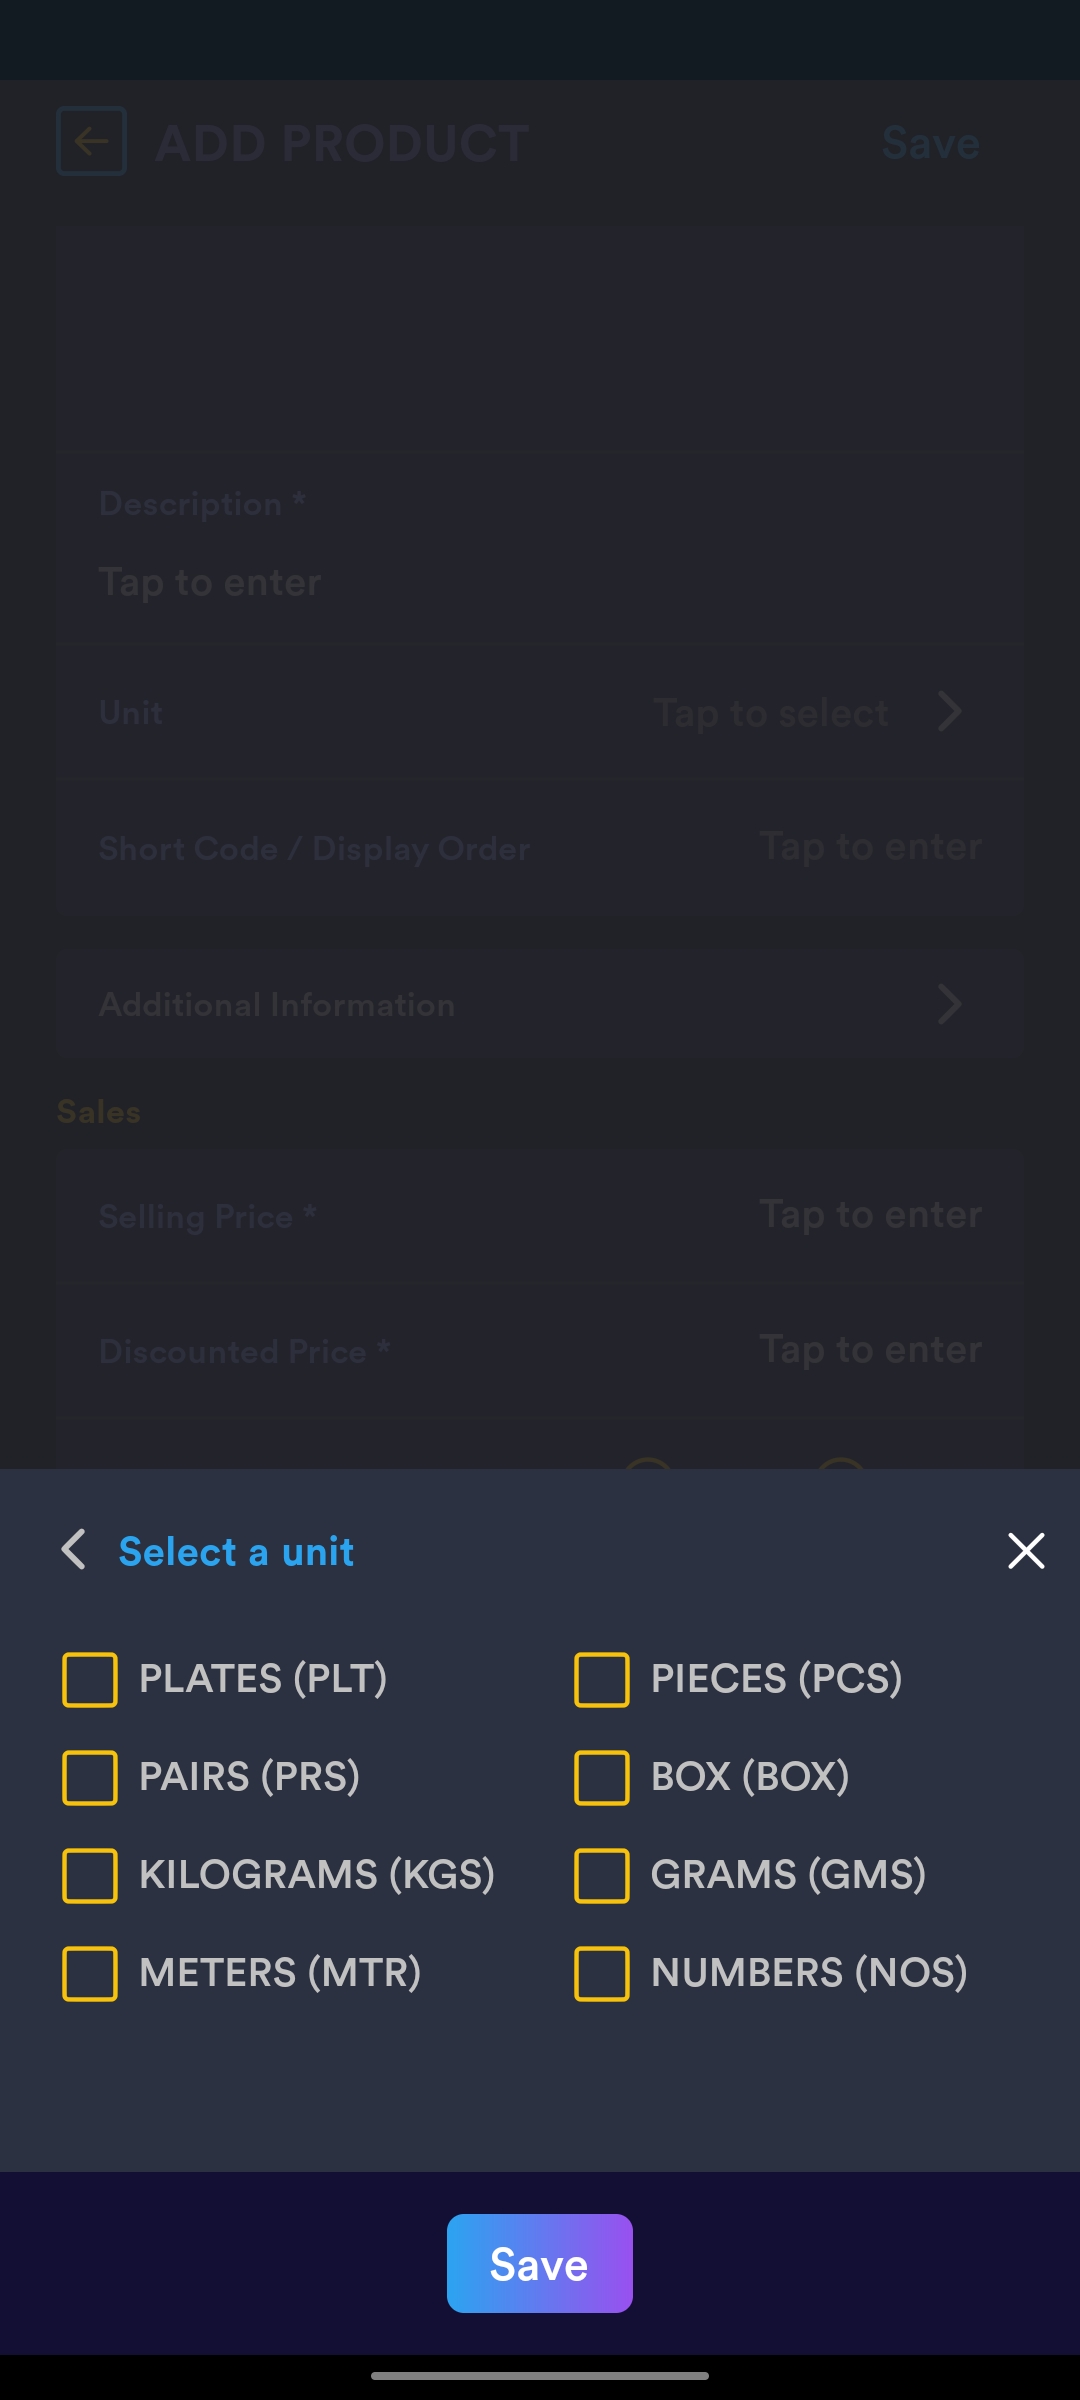 ADD PRODUCT
Save
Description *
Tap to enter
Unit
Tap to select
Short Code / Display Order
Tap to enter
Additional Information
Sales
Selling Price *
Tap to enter
Discounted Price *
Tap to enter
Select a unit
PLATES (PLT)
PIECES (PCS)
PAIRS (PRS)
BOX (BOX)
KILOGRAMS (KGS)
GRAMS (GMS)
METERS (MTR)
NUMBERS (NOS)
Save